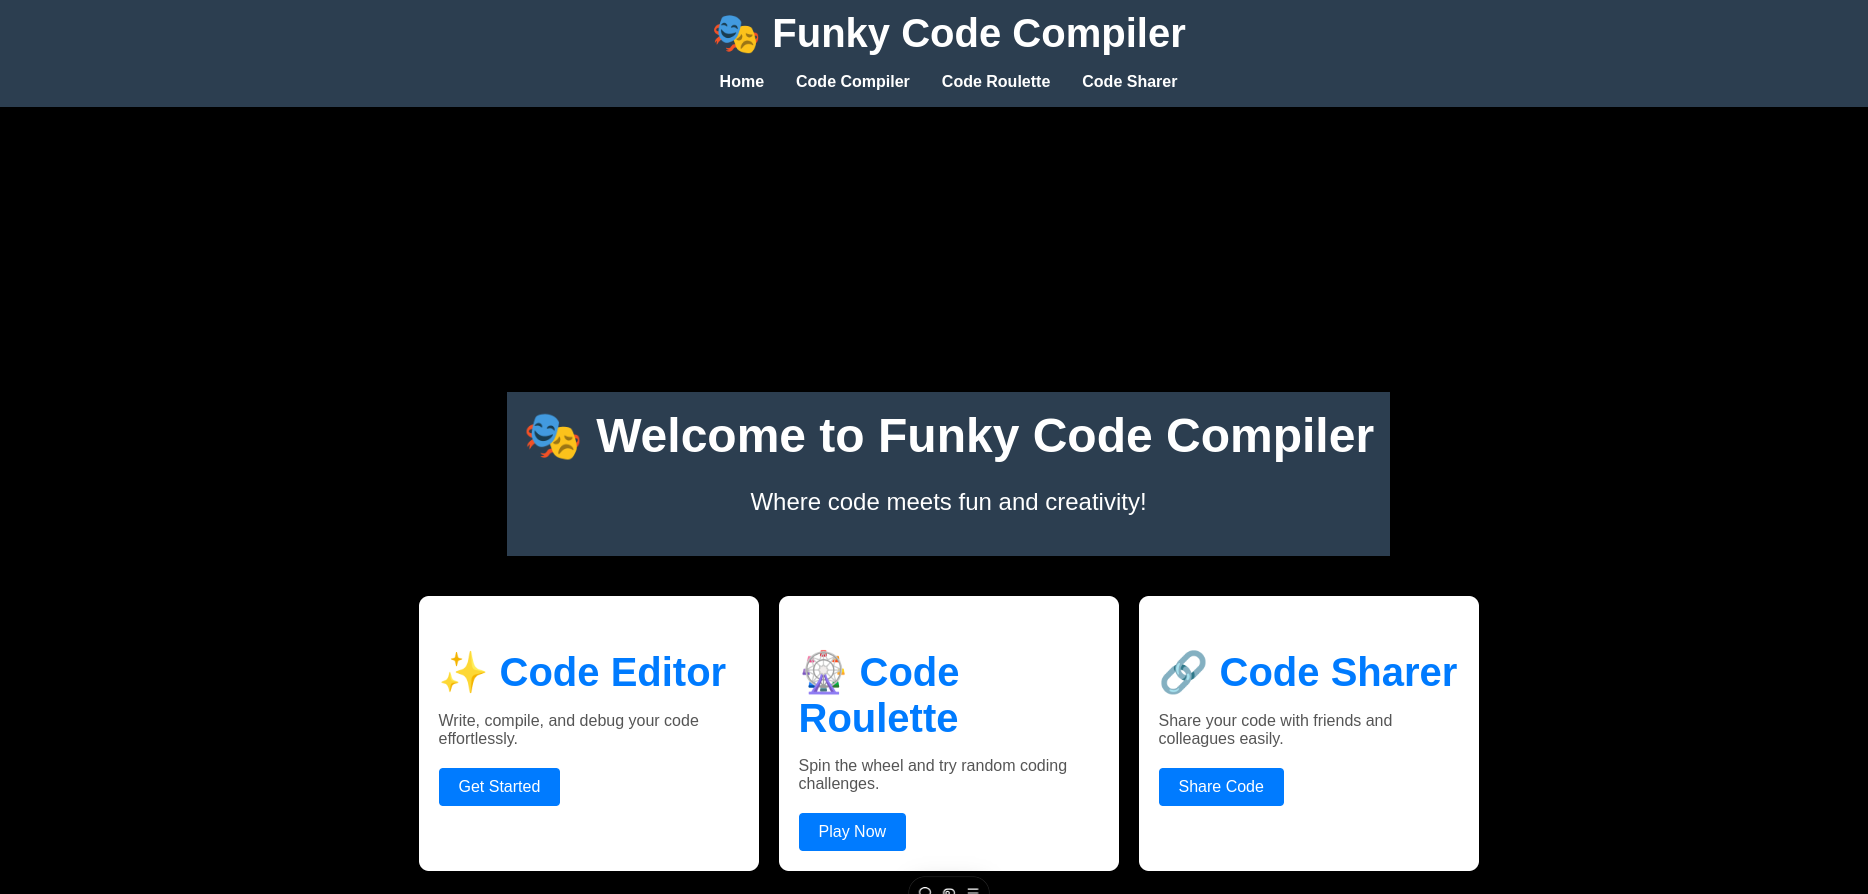 🎭 Funky Code Compiler
Home Code Compiler Code Roulette Code Sharer
🎭 Welcome to Funky Code Compiler
Where code meets fun and creativity!
✨ Code Editor
Write, compile, and debug your code
effortlessly.
Get Started
🎡 Code
Roulette
Spin the wheel and try random coding
challenges.
Play Now
🔗 Code Sharer
Share your code with friends and
colleagues easily.
Share Code